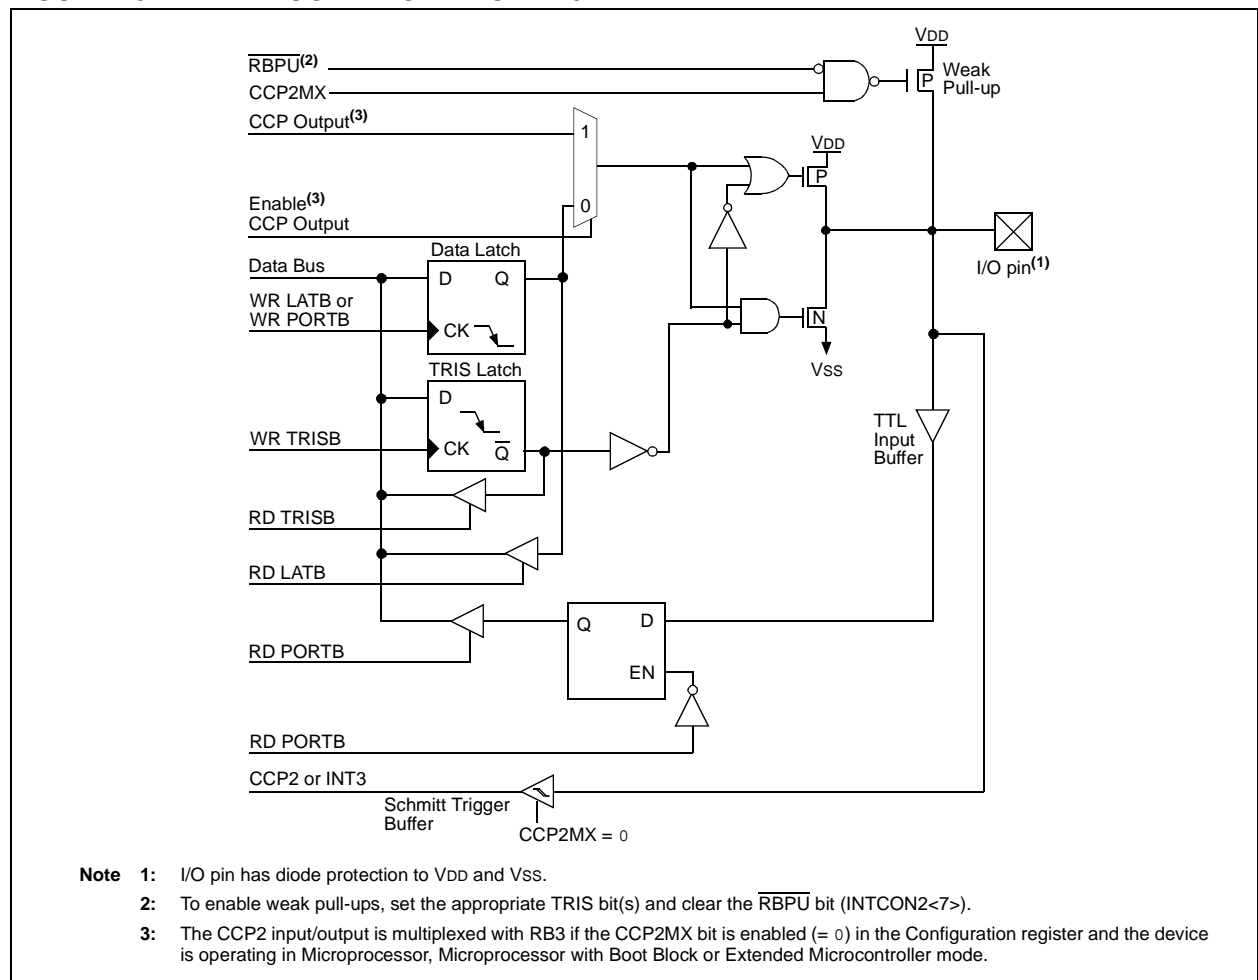 VDD
RBPU(2)
Weak
Pull-up
P
CCP2MX
CCP Output(3)
1
VDD
P
Enable(3)
0
CCP Output
Data Latch
Data Bus
D Q
I/O pin(1)
WR LATB or
WR PORTB
CK
N
VSS
TRIS Latch
D
TTL
Input
Buffer
WR TRISB
CK Q
RD TRISB
RD LATB
Q D
RD PORTB
EN
RD PORTB
CCP2 or INT3
Schmitt Trigger
Buffer
CCP2MX = 0
Note 1: I/O pin has diode protection to VDD and VSS.
2: To enable weak pull-ups, set the appropriate TRIS bit(s) and clear the RBPU bit (INTCON2<7>).
3: The CCP2 input/output is multiplexed with RB3 if the CCP2MX bit is enabled (= 0) in the Configuration register and the device
is operating in Microprocessor, Microprocessor with Boot Block or Extended Microcontroller mode.